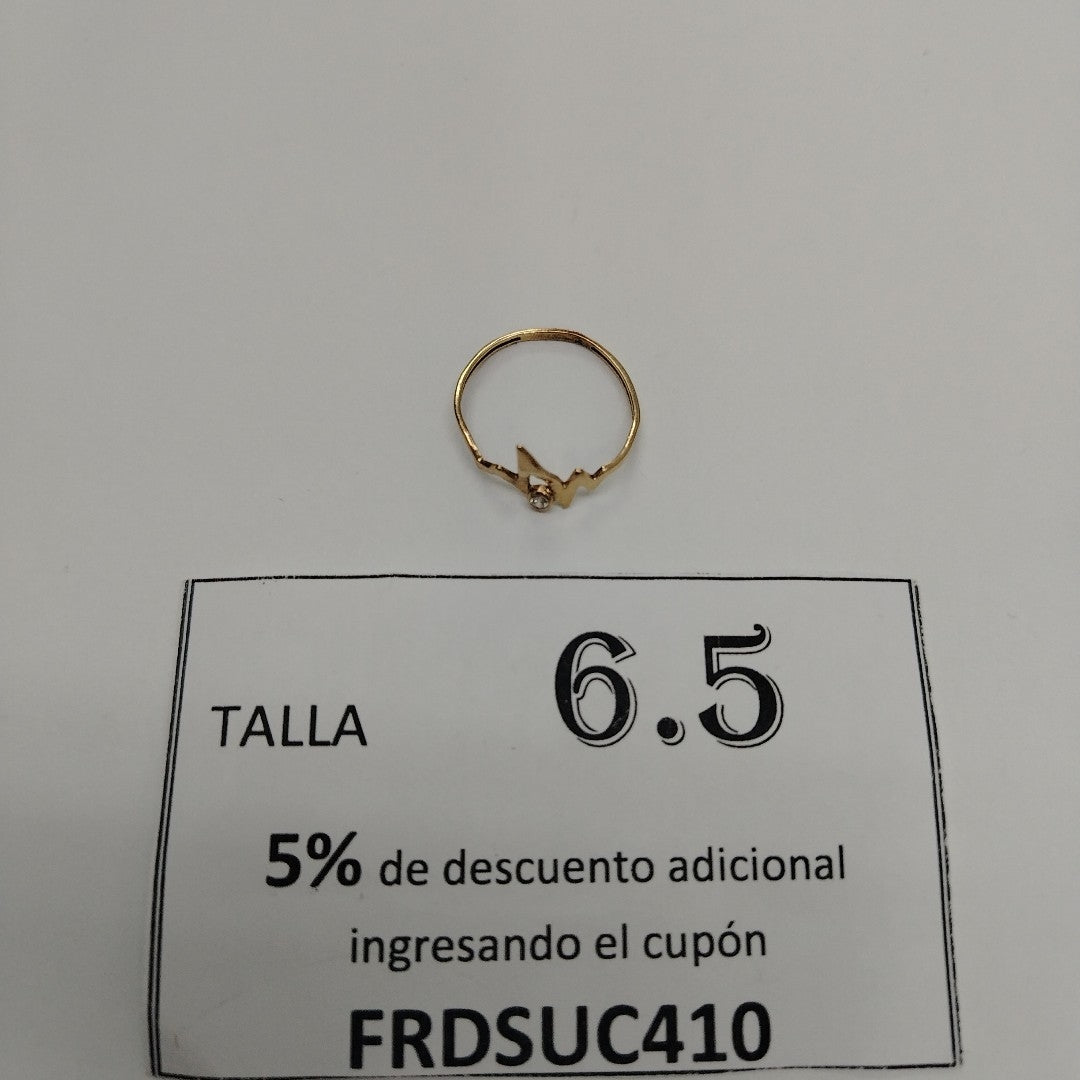 TALLA 6.5
5% de descuento adicional
ingresando el cupón
FRDSUC410